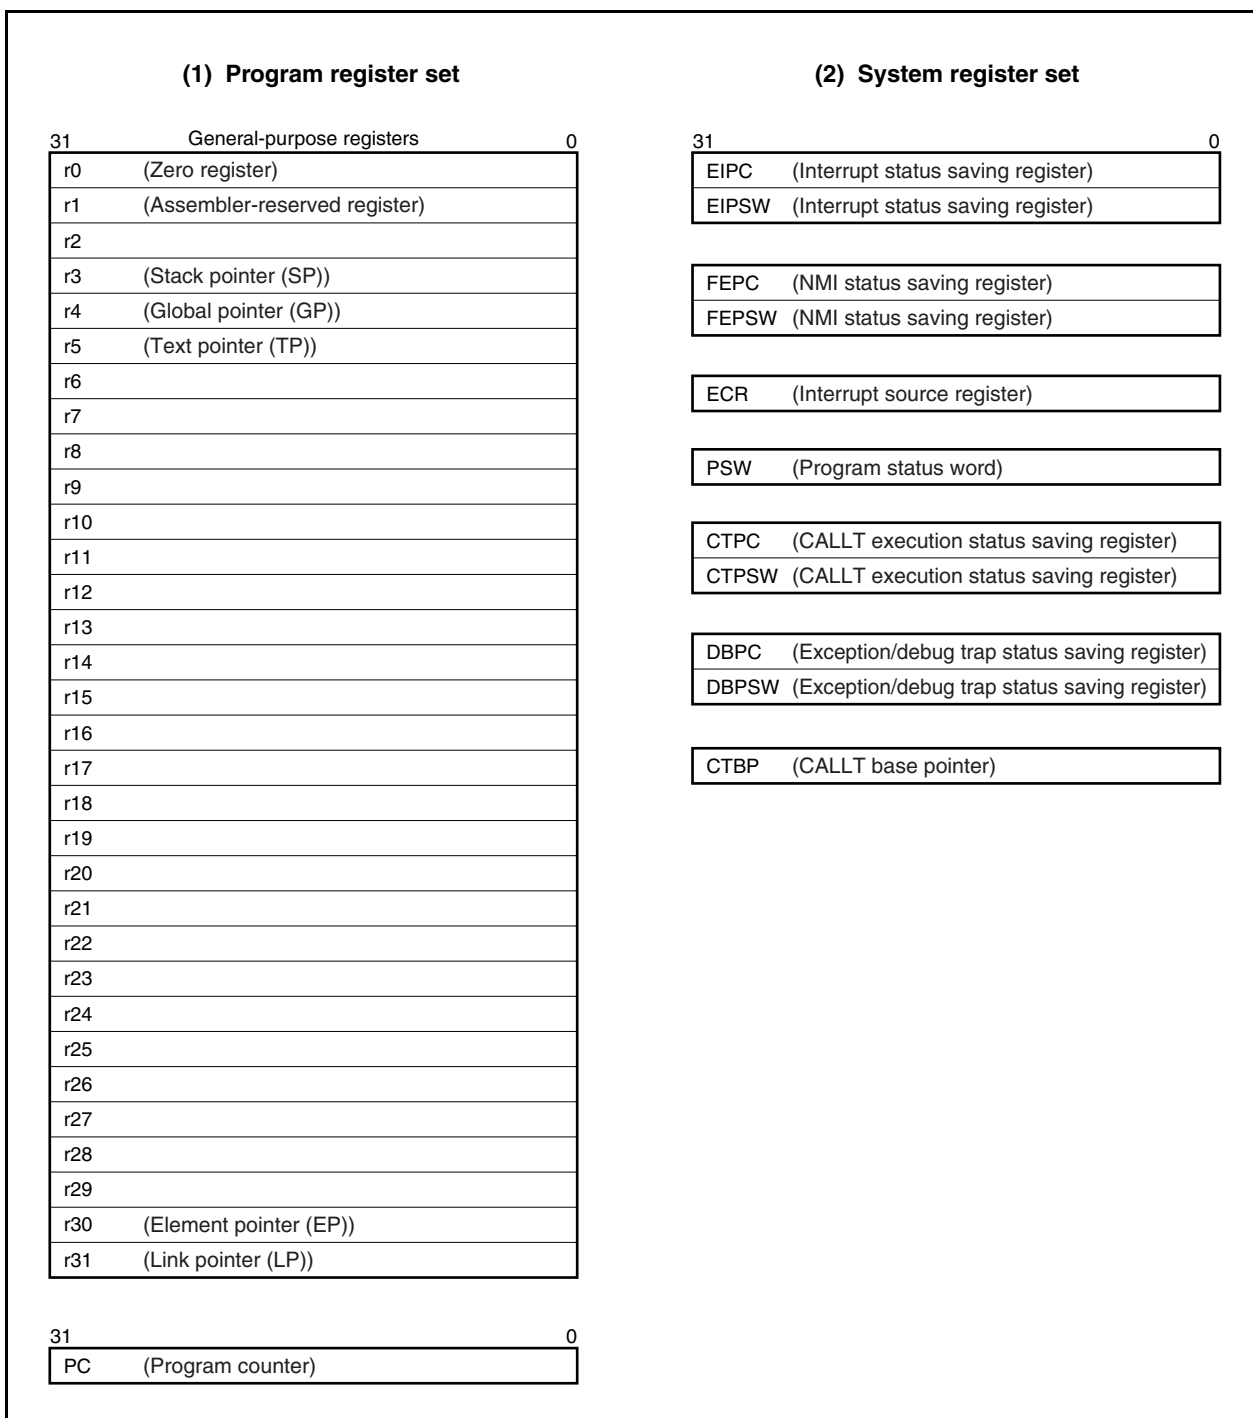 (1) Program register set
31 General-purpose registers 0
r0 (Zero register)
r1 (Assembler-reserved register)
r2
r3 (Stack pointer (SP))
r4 (Global pointer (GP))
r5 (Text pointer (TP))
r6
r7
r8
r9
r10
r11
r12
r13
r14
r15
r16
r17
r18
r19
r20
r21
r22
r23
r24
r25
r26
r27
r28
r29
r30 (Element pointer (EP))
r31 (Link pointer (LP))
31 0
PC (Program counter)
(2) System register set
31 0
EIPC (Interrupt status saving register)
EIPSW (Interrupt status saving register)
FEPC (NMI status saving register)
FEPSW (NMI status saving register)
ECR (Interrupt source register)
PSW (Program status word)
CTPC (CALLT execution status saving register)
CTPSW (CALLT execution status saving register)
DBPC (Exception/debug trap status saving register)
DBPSW (Exception/debug trap status saving register)
CTBP (CALLT base pointer)